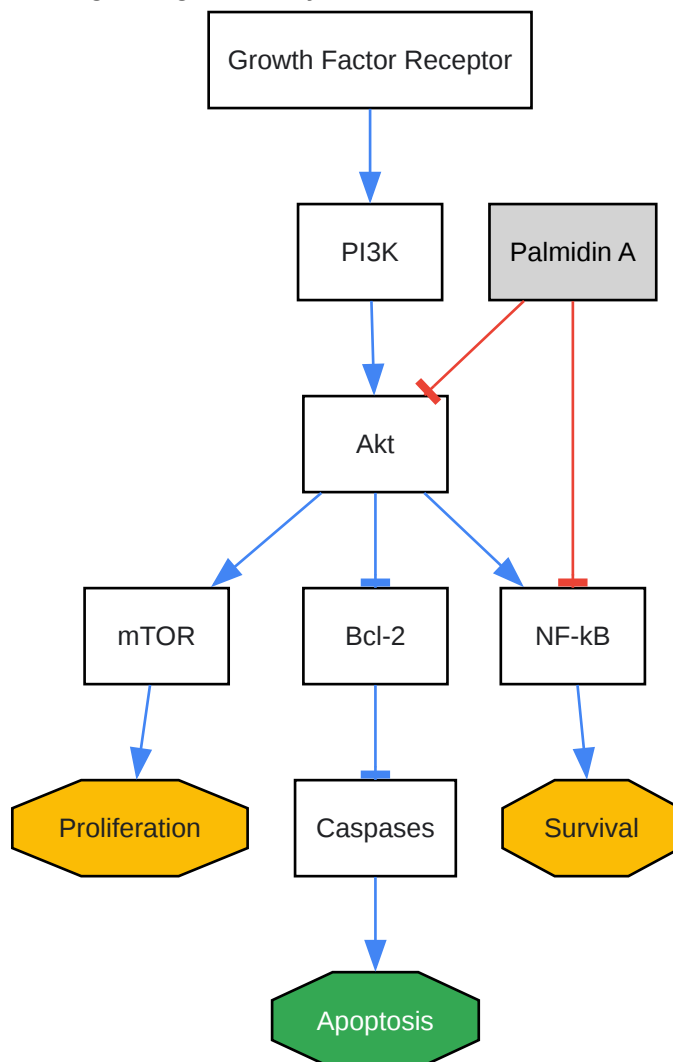 Growth Factor Receptor
PI3K
Palmidin A
Akt
mTOR
Bcl-2
NF-kB
Proliferation
Caspases
Survival
Apoptosis